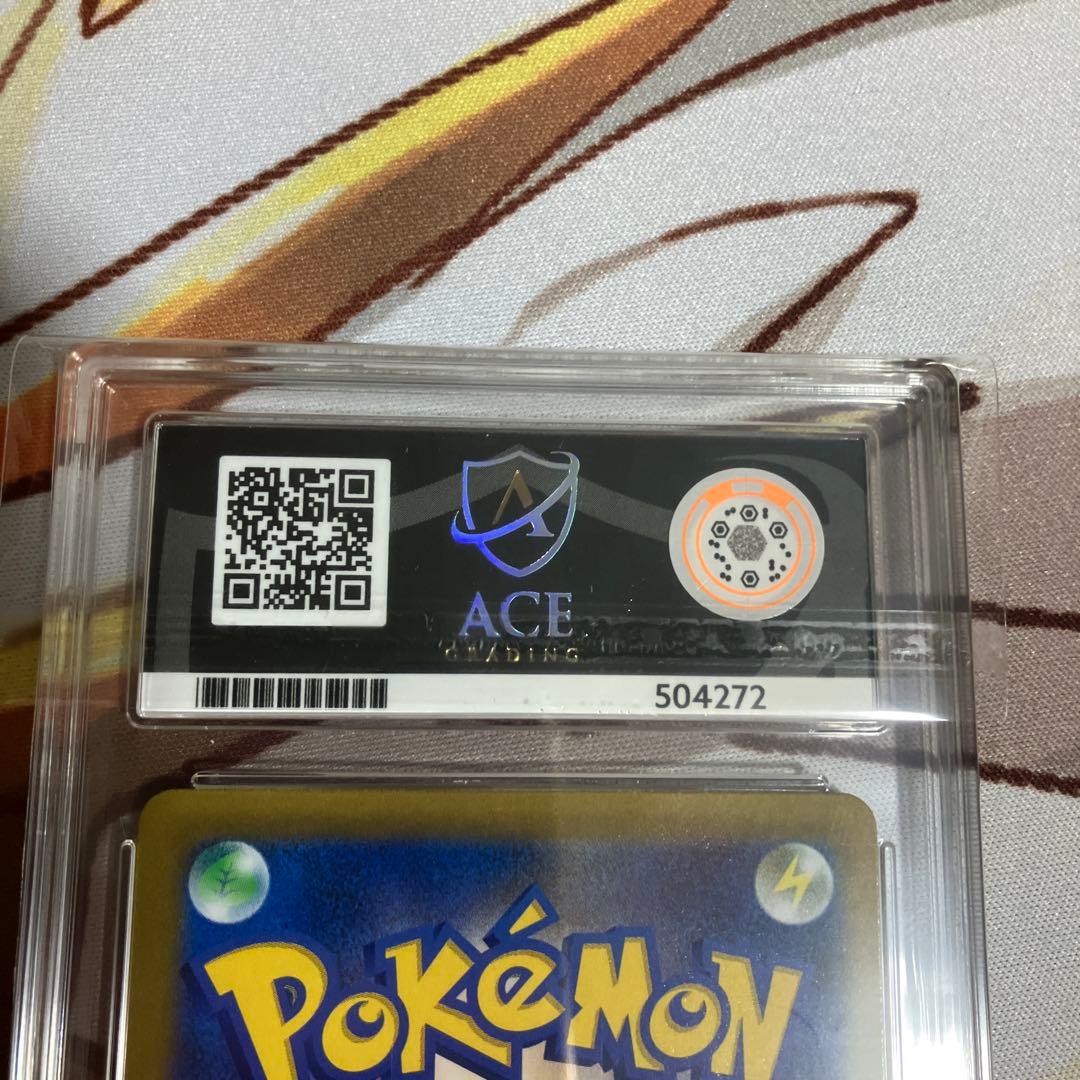 ACE
GRADING
504272
POKéMON